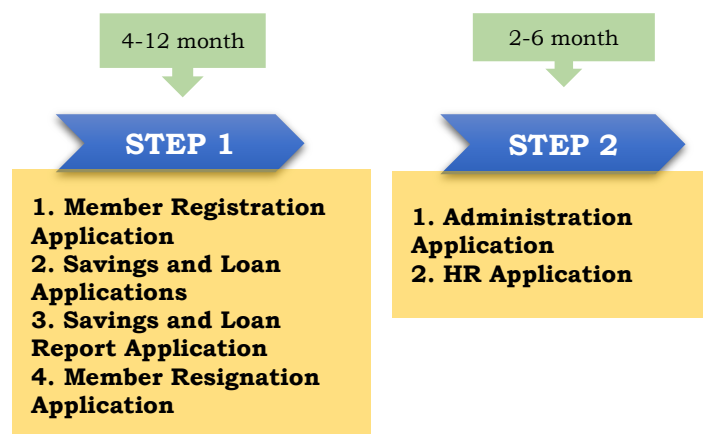 4-12 month
STEP 1
1. Member Registration
Application
2. Savings and Loan
Applications
3. Savings and Loan
Report Application
4. Member Resignation
Application
2-6 month
STEP 2
1. Administration
Application
2. HR Application